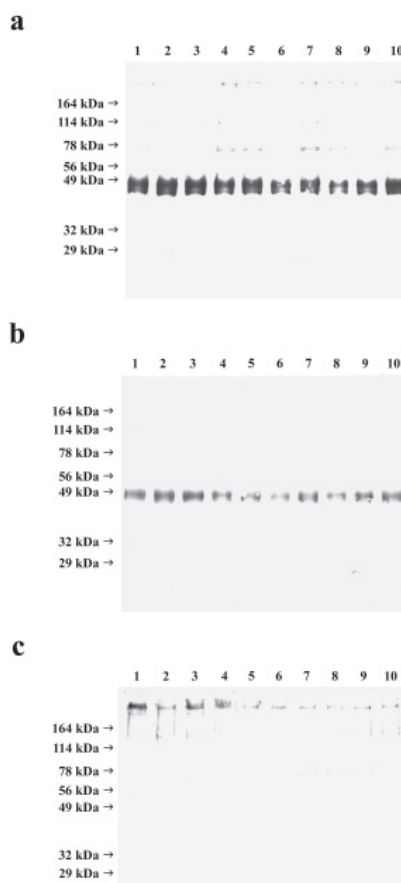 a
1 2 3 4 5 6 7 8 9 10
164 kDa →
114 kDa →
78 kDa →
56 kDa →
49 kDa →
32 kDa →
29 kDa →
b
1 2 3 4 5 6 7 8 9 10
164 kDa →
114 kDa →
78 kDa →
56 kDa →
49 kDa →
32 kDa →
29 kDa →
c
1 2 3 4 5 6 7 8 9 10
164 kDa →
114 kDa →
78 kDa →
56 kDa →
49 kDa →
32 kDa →
29 kDa →